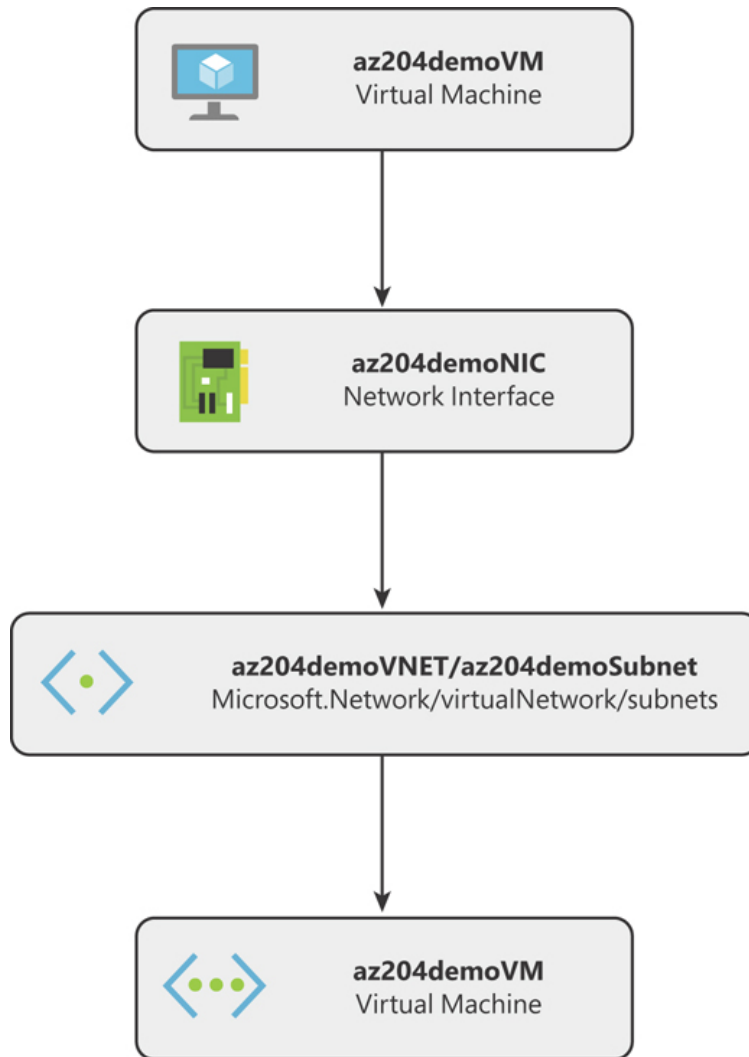 az204demoVM
Virtual Machine
az204demoNIC
Network Interface
az204demoVNET/az204demoSubnet
Microsoft.Network/virtualNetwork/subnets
az204demoVM
Virtual Machine